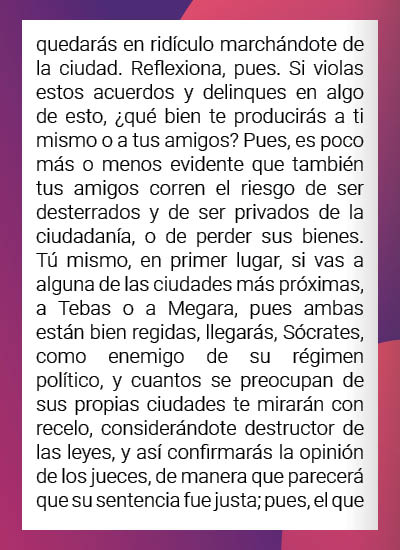 quedarás en ridículo marchándote de
la ciudad. Reflexiona, pues. Si violas
estos acuerdos y delinques en algo
de esto, ¿qué bien te producirás a ti
mismo o a tus amigos? Pues, es poco
más o menos evidente que también
tus amigos corren el riesgo de ser
desterrados y de ser privados de la
ciudadanía, o de perder sus bienes.
Tú mismo, en primer lugar, si vas a
alguna de las ciudades más próximas,
a Tebas o a Megara, pues ambas
están bien regidas, llegarás, Sócrates,
como enemigo de su régimen
político, y cuantos se preocupan de
sus propias ciudades te mirarán con
recelo, considerándote destructor de
las leyes, y así confirmarás la opinión
de los jueces, de manera que parecerá
que su sentencia fue justa; pues, el que